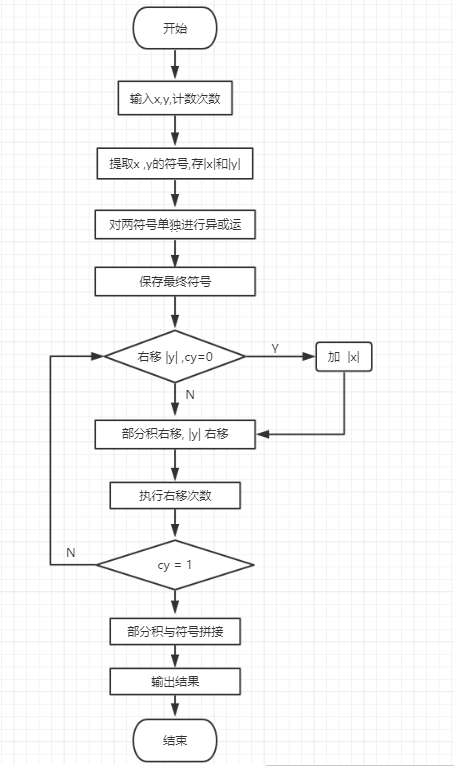 开始
输入x,y,计数次数
提取x ,y的符号,存|x|和|y|
对两符号单独进行异或运
保存最终符号
右移 |y| ,cy=0
Y
加 |x|
N
部分积右移, |y| 右移
执行右移次数
N
cy = 1
部分积与符号拼接
输出结果
结束